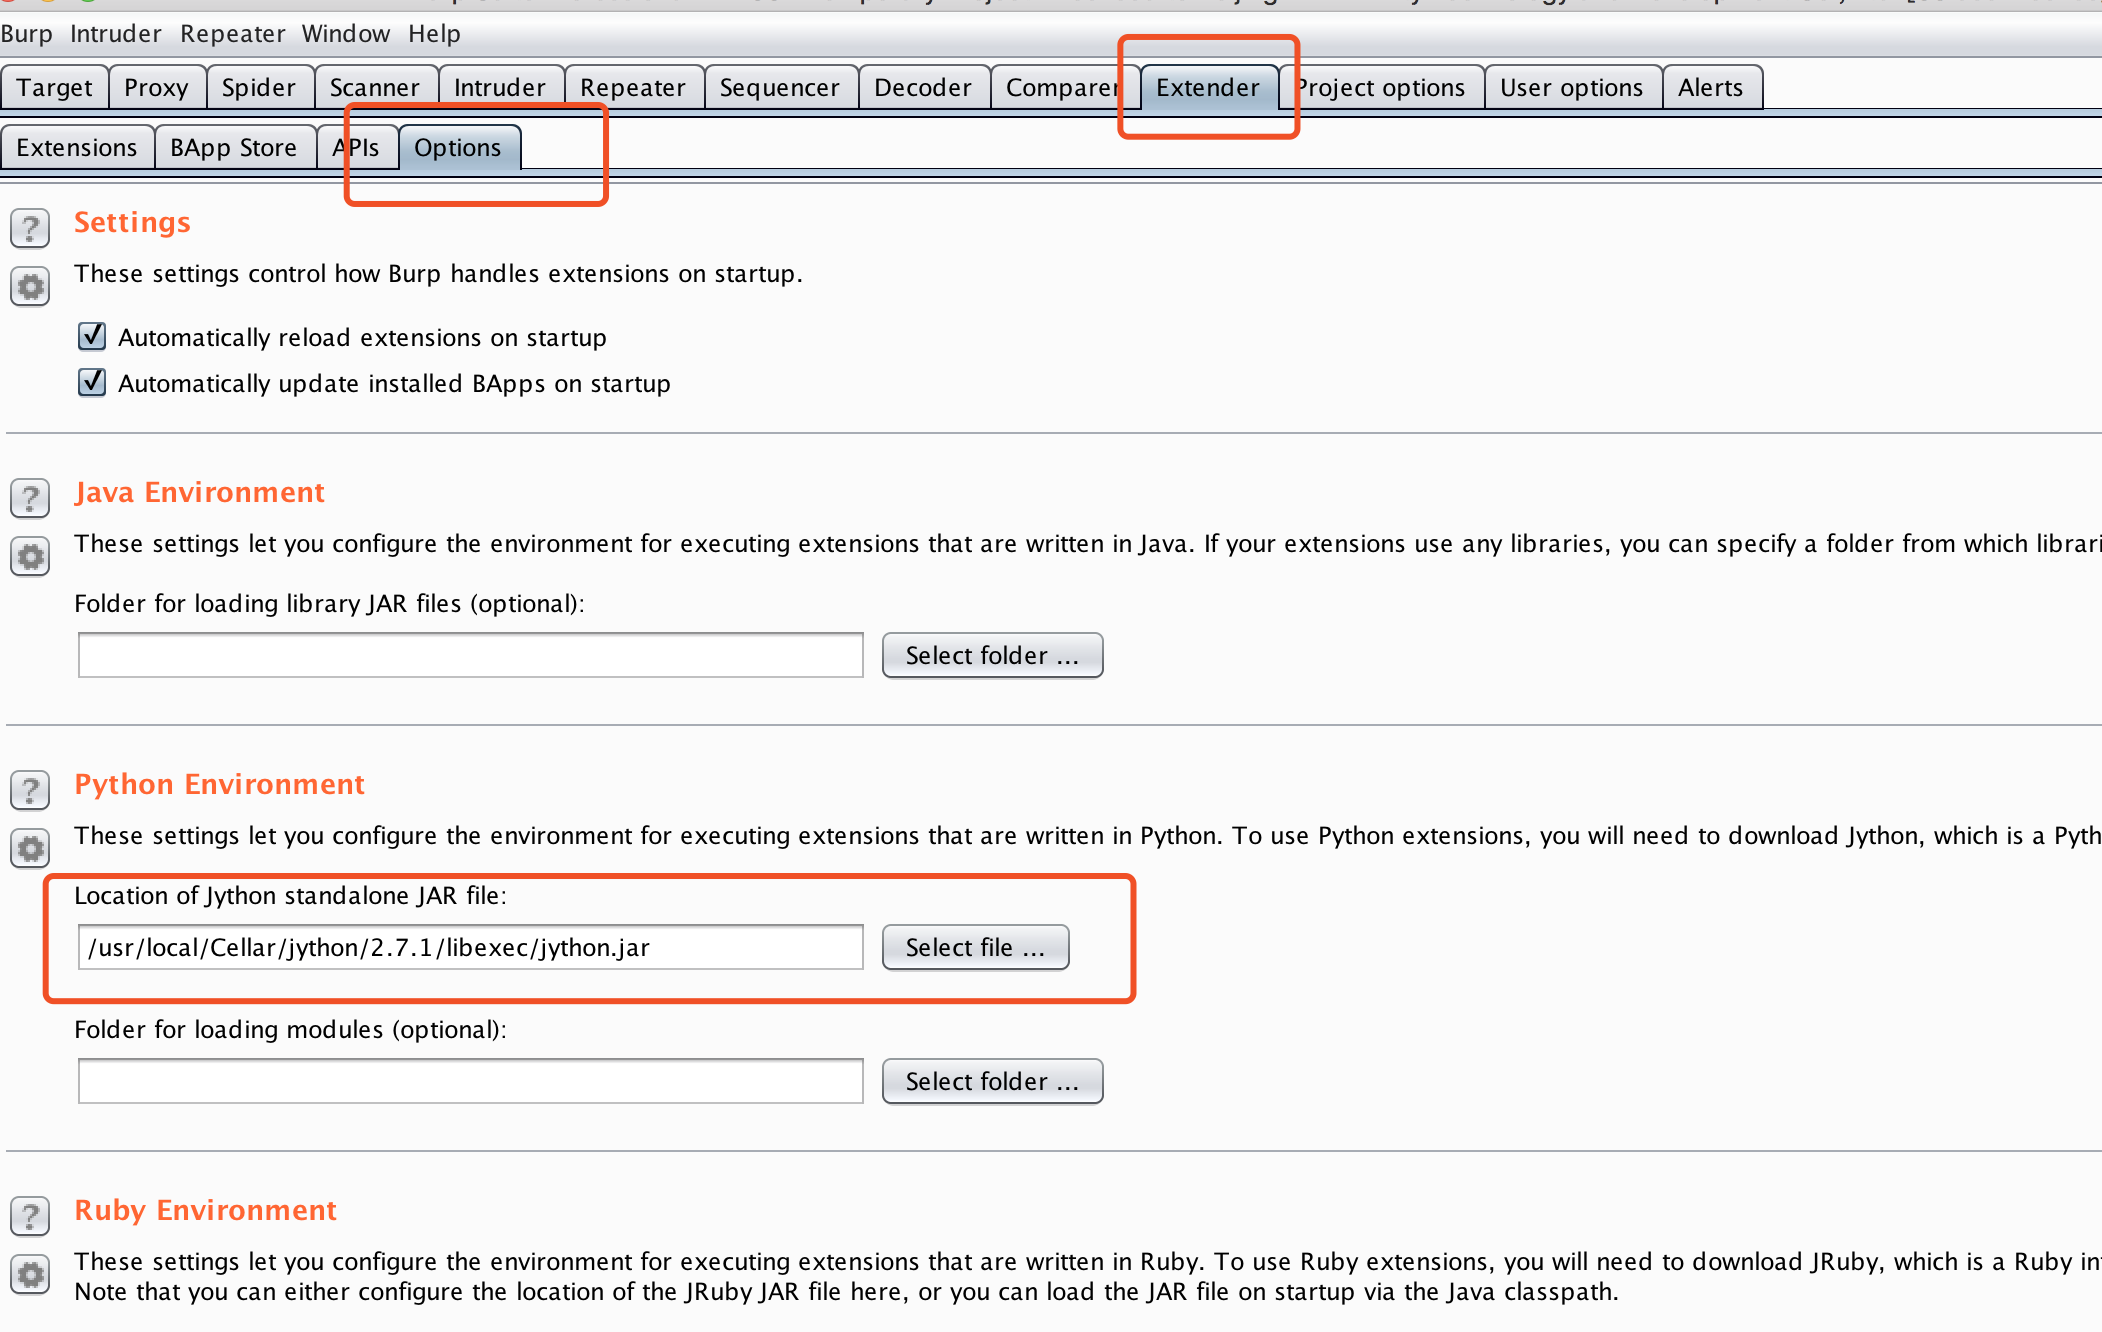 Burp Intruder Repeater Window Help
Target Proxy Spider Scanner Intruder Repeater Sequencer Decoder Comparer Extender Project options User options Alerts
Extensions BApp Store APIs Options
Settings
These settings control how Burp handles extensions on startup.
Automatically reload extensions on startup
Automatically update installed BApps on startup
Java Environment
These settings let you configure the environment for executing extensions that are written in Java. If your extensions use any libraries, you can specify a folder from which
Folder for loading library JAR files (optional):
Select folder ...
Python Environment
These settings let you configure the environment for executing extensions that are written in Python. To use Python extensions, you will need to download Jython, which is a
Location of Jython standalone JAR file:
/usr/local/Cellar/jython/2.7.1/libexec/jython.jar Select file ...
Folder for loading modules (optional):
Select folder ...
Ruby Environment
These settings let you configure the environment for executing extensions that are written in Ruby. To use Ruby extensions, you will need to download JRuby, which is a Ruby
Note that you can either configure the location of the JRuby JAR file here, or you can load the JAR file on startup via the Java classpath.